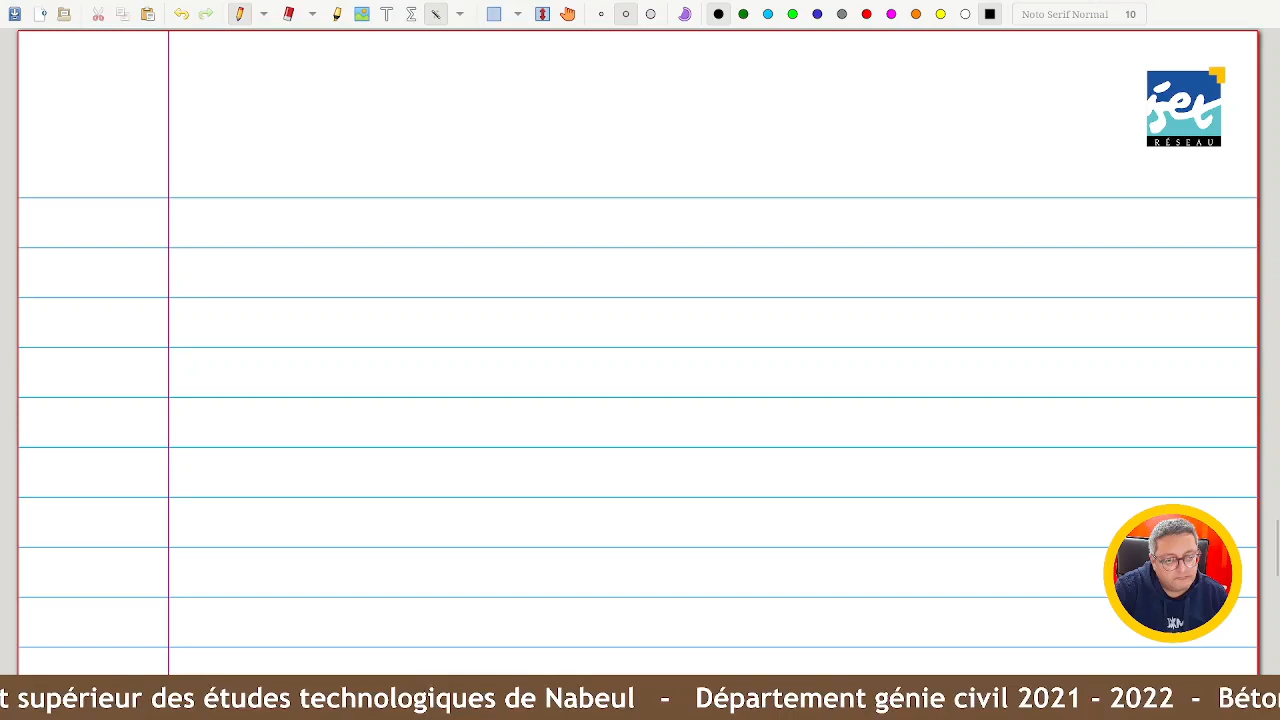 Noto Serif Normal 10
iset
RÉSEAU
t supérieur des études technologiques de Nabeul - Département génie civil 2021 - 2022 - Béto